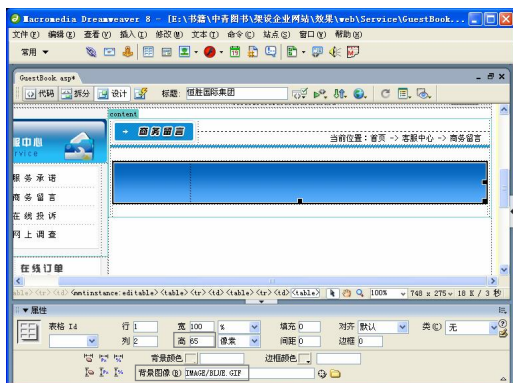 Macromedia Dreamweaver 8 - [E:\书籍\中青图书\架设企业网站\效果\web\Service\GuestBook...
文件(F) 编辑(E) 查看(V) 插入(I) 修改(M) 文本(T) 命令(C) 站点(S) 窗口(W) 帮助(H)
常用
GuestBook.asp*
代码 拆分 设计 标题: 恒胜国际集团
content
商务留言
当前位置:首页 -> 客服中心 -> 商务留言
服中心
rvice
服务承诺
商务留言
在线投诉
网上调查
在线订单
<mmtinstance:editable> <table> <tr> <td> <table> <tr> <td> <table> <tr> <td> <table> 100% 748 x 275 18 K / 3 秒
属性
表格 Id 行 1 宽 100 % 填充 0 对齐 默认 类(C) 无
列 2 高 65 像素 间距 0 边框 0
背景颜色 边框颜色
背景图像(B) IMAGE/BLUE.GIF